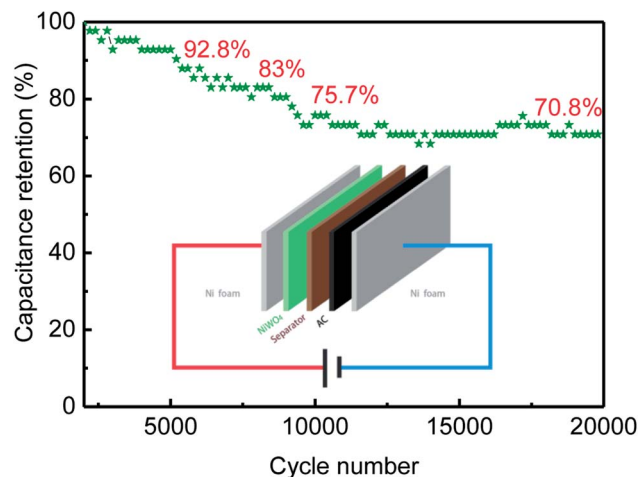 100
80
60
40
20
0
Capacitance retention (%)
92.8%
83%
75.7%
70.8%
Ni foam
NiWO₄
Separator
AC
Ni foam
5000
10000
15000
20000
Cycle number